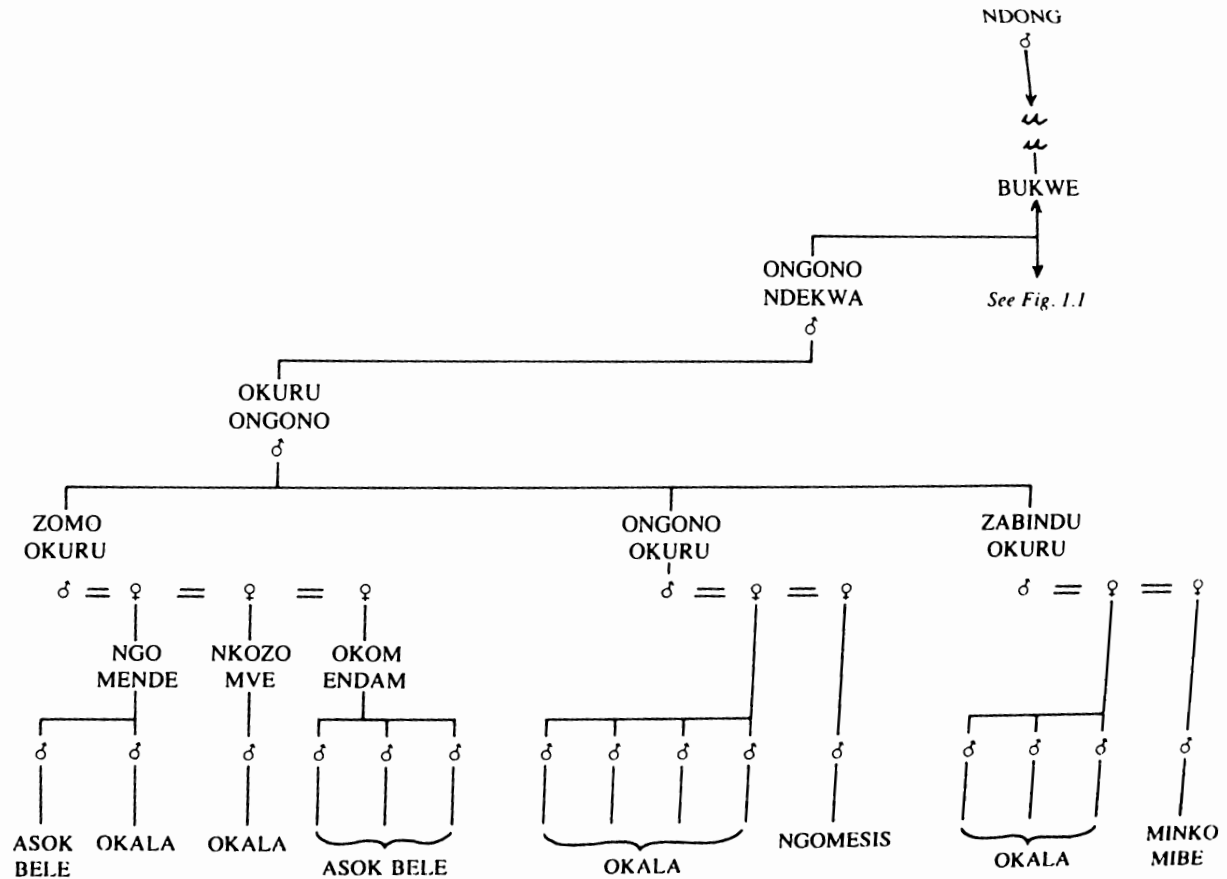 NDONG
♂
BUKWE
ONGONO
NDEKWA
♂
See Fig. 1.1
OKURU
ONGONO
♂
ZOMO
OKURU
ONGONO
OKURU
ZABINDU
OKURU
♂ = ♀ = ♀ = ♀
♂ = ♀ = ♀
♂ = ♀ = ♀
NGO
MENDE
NKOZO
MVE
OKOM
ENDAM
♂ ♂ ♂ ♂ ♂ ♂
♂ ♂ ♂ ♂ ♂
♂ ♂ ♂ ♂
ASOK
BELE
OKALA
OKALA
ASOK BELE
OKALA
NGOMESIS
OKALA
MINKO
MIBE